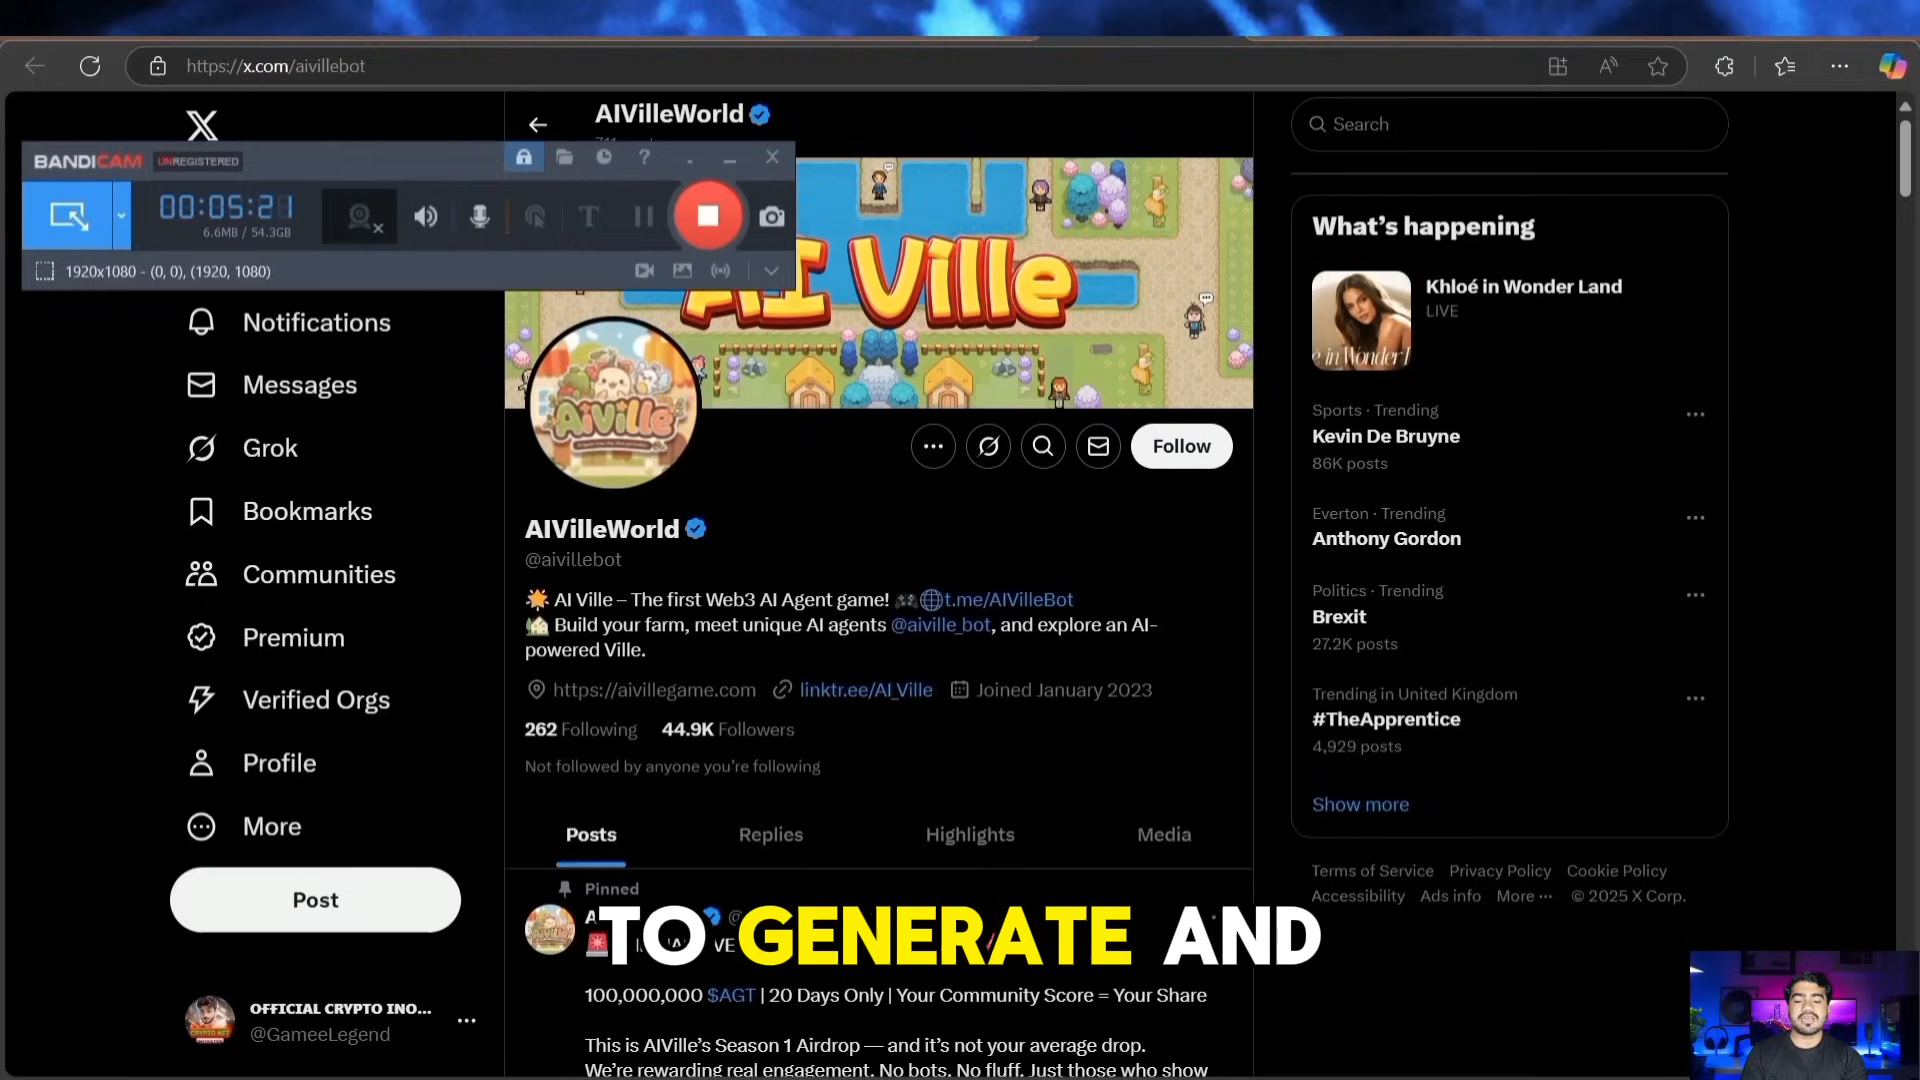 https://x.com/aivillebot
AIVilleWorld
Search
BANDICAM UNREGISTERED
00:05:21
6.6MB / 54.3GB
1920x1080 - (0, 0), (1920, 1080)
AI Ville
AiVille
What's happening
Khloé in Wonder Land
LIVE
e in Wonder
Sports · Trending
Kevin De Bruyne
86K posts
Everton · Trending
Anthony Gordon
Politics · Trending
Brexit
27.2K posts
Trending in United Kingdom
#TheApprentice
4,929 posts
Show more
Terms of Service Privacy Policy Cookie Policy
Accessibility Ads info More ··· © 2025 X Corp.
Notifications
Messages
Grok
Bookmarks
Communities
Premium
Verified Orgs
Profile
More
Post
OFFICIAL CRYPTO INO...
@GameeLegend
Follow
AIVilleWorld
@aivillebot
AI Ville – The first Web3 AI Agent game! t.me/AIVilleBot
Build your farm, meet unique AI agents @aiville_bot, and explore an AI-
powered Ville.
https://aivillegame.com linktr.ee/AI_Ville Joined January 2023
262 Following 44.9K Followers
Not followed by anyone you're following
Posts Replies Highlights Media
Pinned
TO GENERATE AND
100,000,000 $AGT | 20 Days Only | Your Community Score = Your Share
This is AIVille's Season 1 Airdrop — and it's not your average drop.
We're rewarding real engagement. No bots. No fluff. Just those who show